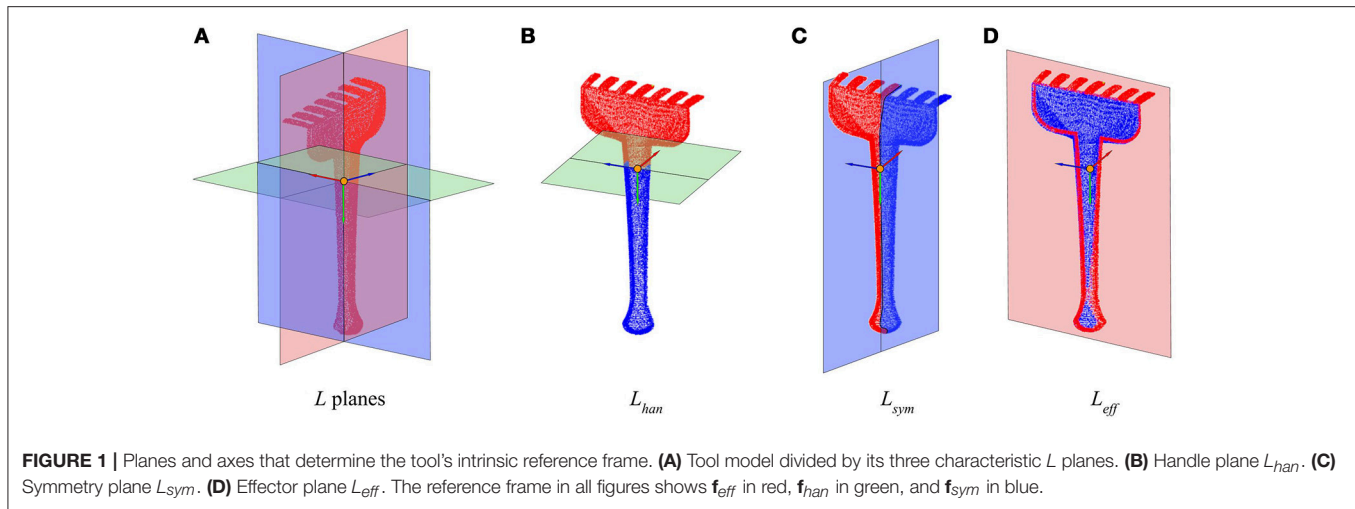 A B C D
L planes L_han L_sym L_eff
FIGURE 1 | Planes and axes that determine the tool's intrinsic reference frame. (A) Tool model divided by its three characteristic L planes. (B) Handle plane L_han. (C)
Symmetry plane L_sym. (D) Effector plane L_eff. The reference frame in all figures shows f_eff in red, f_han in green, and f_sym in blue.